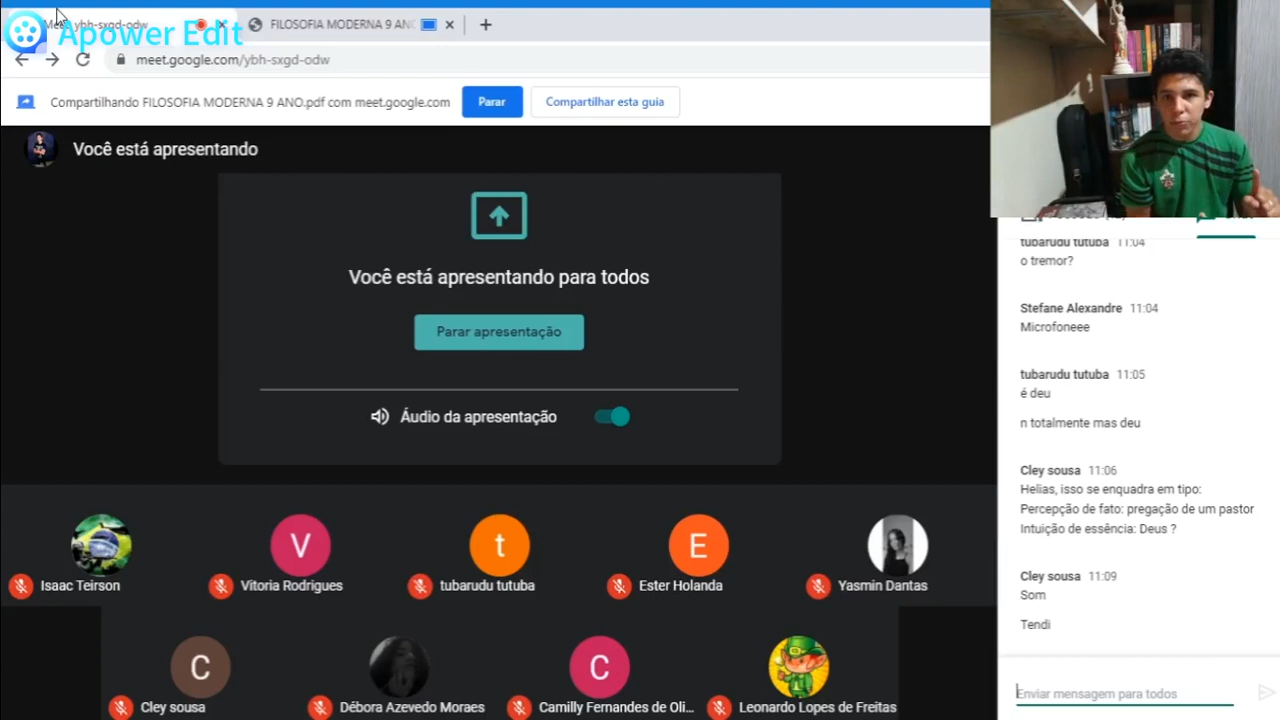 Meet ybh-sxgd-odw
FILOSOFIA MODERNA 9 AN
Apower Edit
meet.google.com/ybh-sxgd-odw
Compartilhando FILOSOFIA MODERNA 9 ANO.pdf com meet.google.com
Parar
Compartilhar esta guia
Você está apresentando
Você está apresentando para todos
Parar apresentação
Áudio da apresentação
Isaac Teirson
V
Vitoria Rodrigues
t
tubarudu tutuba
E
Ester Holanda
Yasmin Dantas
C
Cley sousa
Débora Azevedo Moraes
C
Camilly Fernandes de Oli...
Leonardo Lopes de Freitas
tubarudu tutuba 11:04
o tremor?
Stefane Alexandre 11:04
Microfoneee
tubarudu tutuba 11:05
é deu
n totalmente mas deu
Cley sousa 11:06
Helias, isso se enquadra em tipo:
Percepção de fato: pregação de um pastor
Intuição de essência: Deus ?
Cley sousa 11:09
Som
Tendi
Enviar mensagem para todos